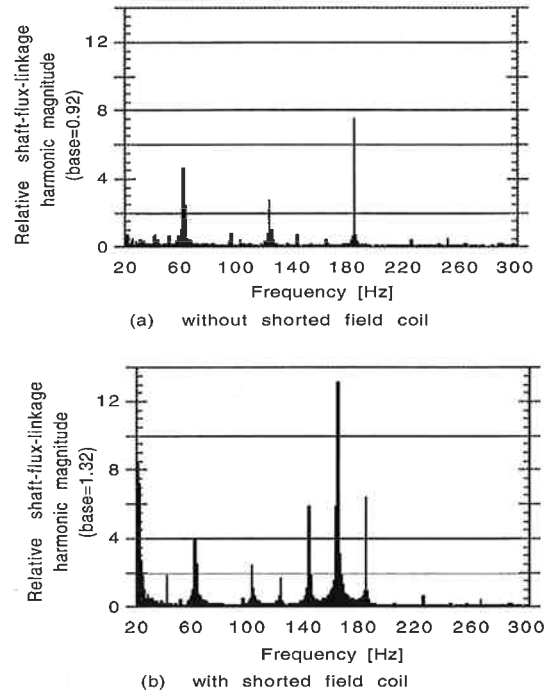 Relative shaft-flux-linkage
harmonic magnitude
(base=0.92)
12
8
4
0
20 60 100 140 180 220 260 300
Frequency [Hz]
(a) without shorted field coil
Relative shaft-flux-linkage
harmonic magnitude
(base=1.32)
12
8
4
0
20 60 100 140 180 220 260 300
Frequency [Hz]
(b) with shorted field coil